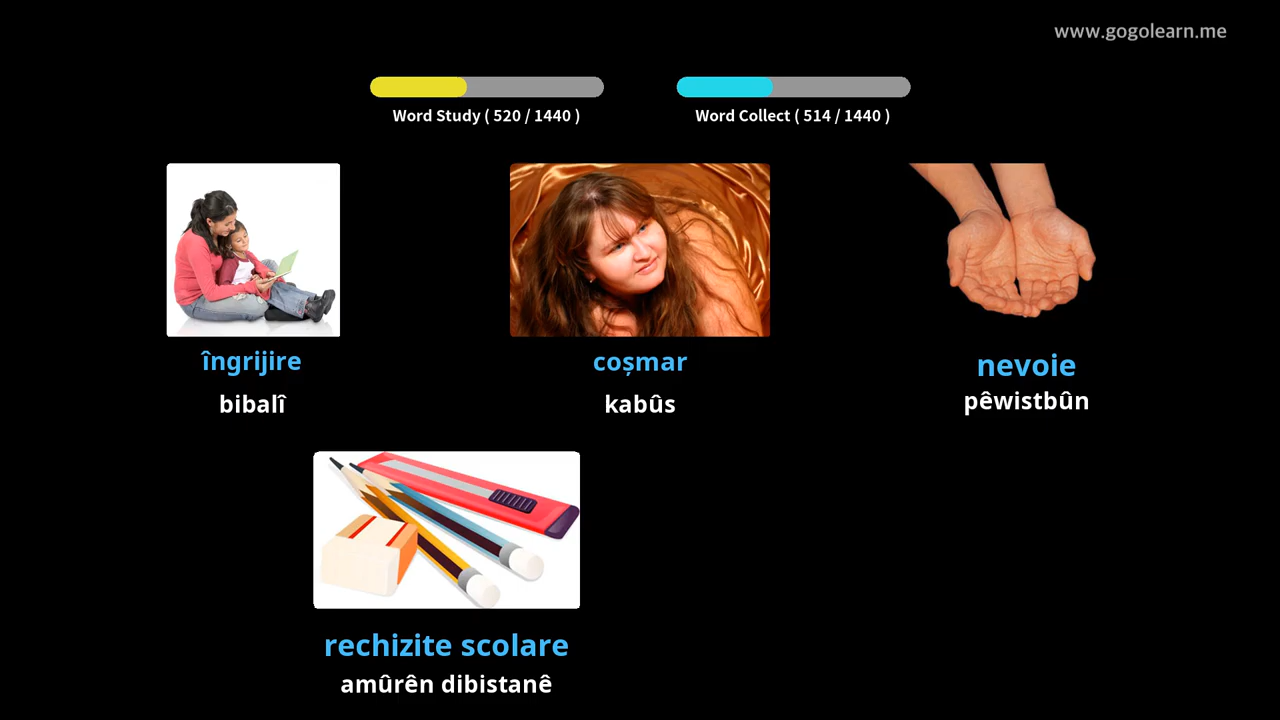 www.gogolearn.me
Word Study ( 520 / 1440 )
Word Collect ( 514 / 1440 )
îngrijire
bibalî
coșmar
kabûs
nevoie
pêwistbûn
rechizite scolare
amûrên dibistanê